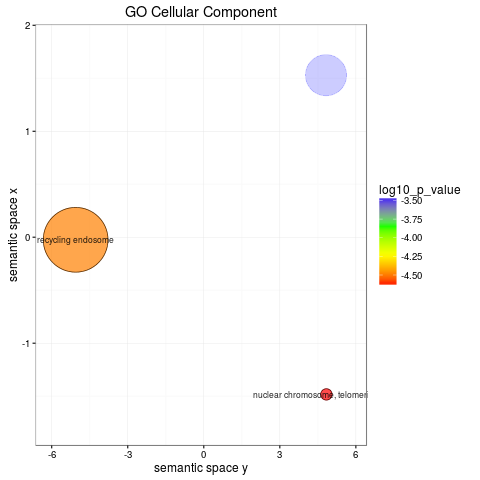 GO Cellular Component
2
1
0
-1
semantic space x
recycling endosome
nuclear chromosome, telomeri
-6
-3
0
3
6
semantic space y
log10_p_value
-3.50
-3.75
-4.00
-4.25
-4.50